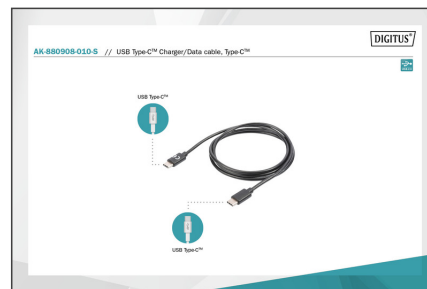 DIGITUS®
AK-880908-010-S // USB Type-C™ Charger/Data cable, Type-C™
USB Type-C™
USB Type-C™